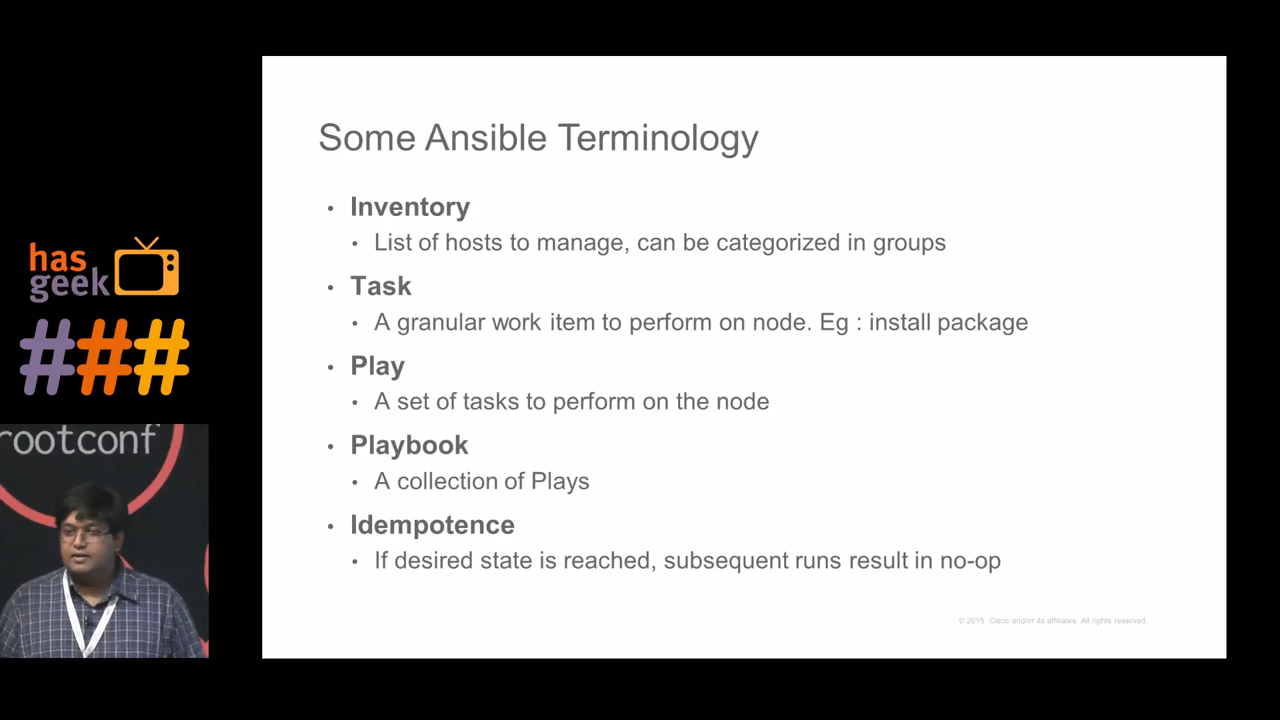 Some Ansible Terminology
• Inventory
• List of hosts to manage, can be categorized in groups
• Task
• A granular work item to perform on node. Eg : install package
• Play
• A set of tasks to perform on the node
• Playbook
• A collection of Plays
• Idempotence
• If desired state is reached, subsequent runs result in no-op
© 2015 Cisco and/or its affiliates. All rights reserved.
has
geek
###
rootconf